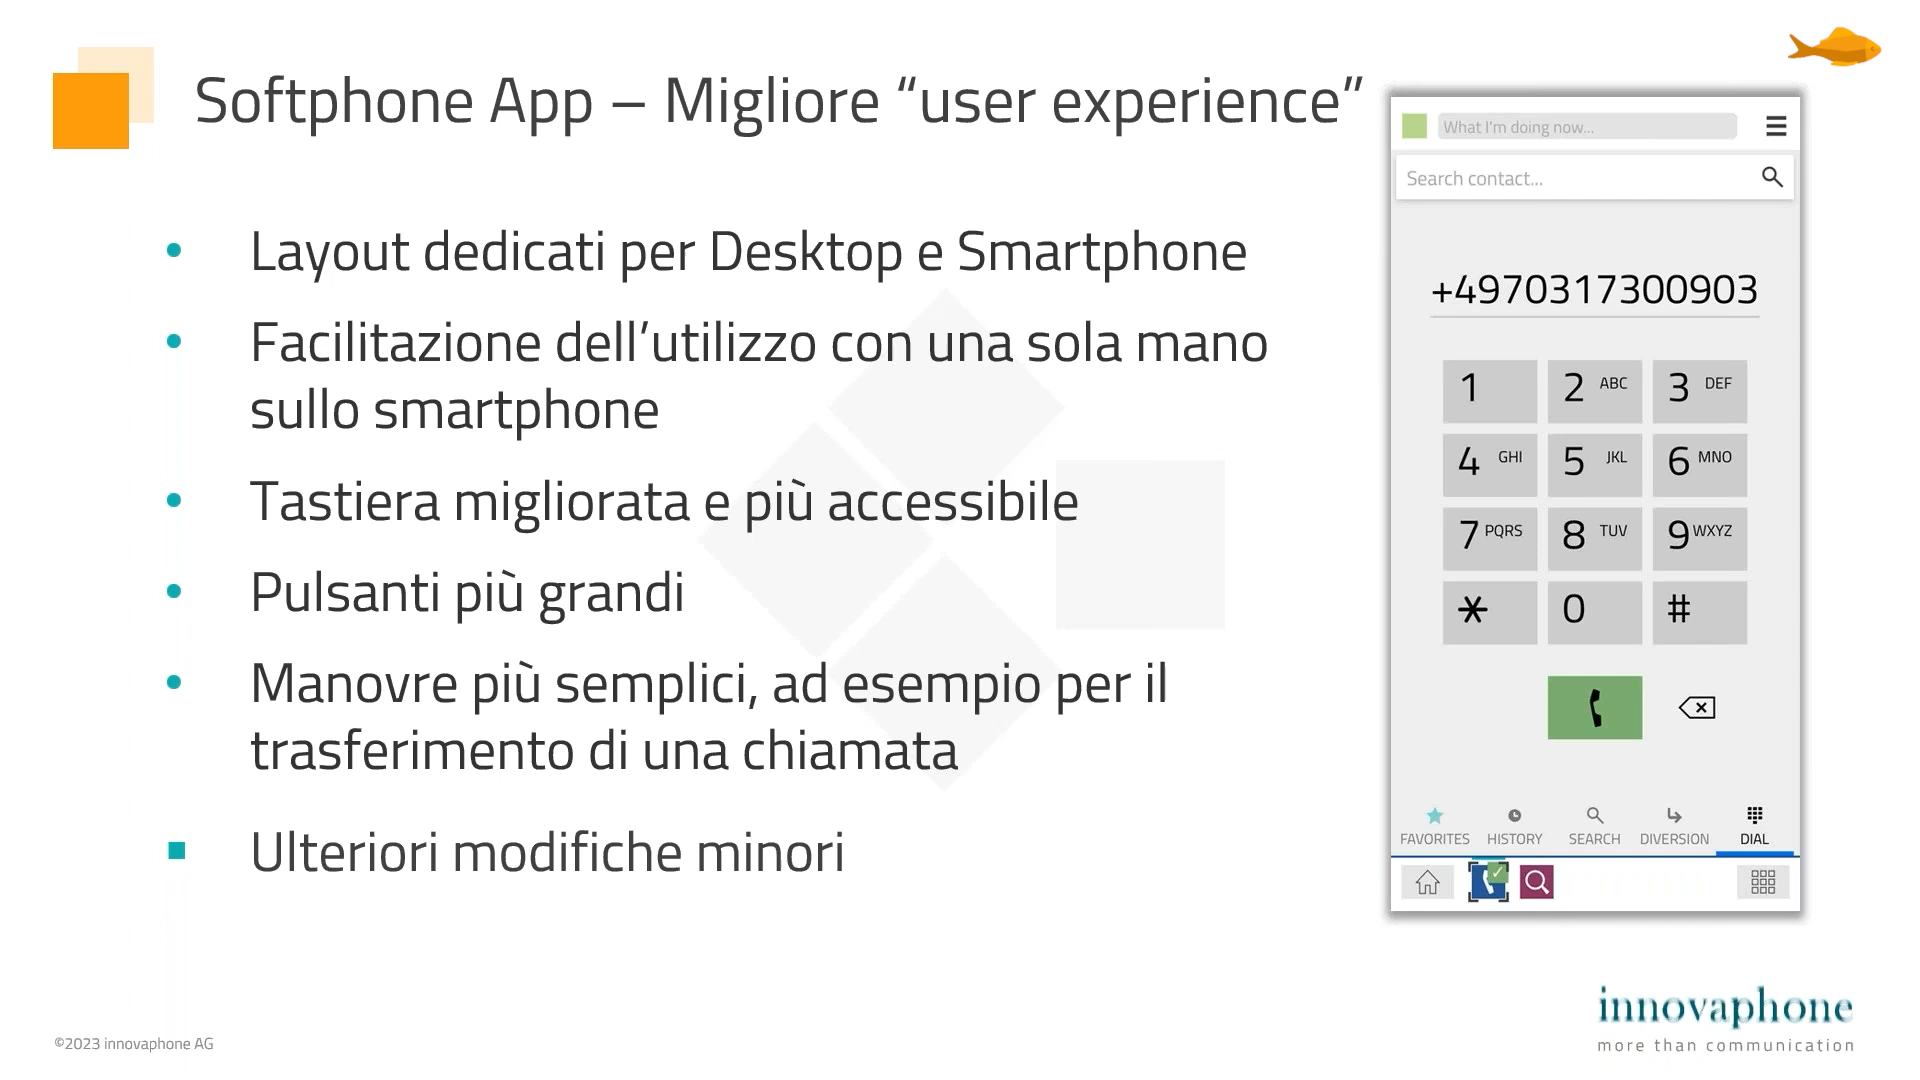 Softphone App – Migliore “user experience”
Layout dedicati per Desktop e Smartphone
Facilitazione dell’utilizzo con una sola mano
sullo smartphone
Tastiera migliorata e più accessibile
Pulsanti più grandi
Manovre più semplici, ad esempio per il
trasferimento di una chiamata
Ulteriori modifiche minori
What I'm doing now...
Search contact...
+4970317300903
1 2 ABC 3 DEF
4 GHI 5 JKL 6 MNO
7 PQRS 8 TUV 9 WXYZ
* 0 #
FAVORITES HISTORY SEARCH DIVERSION DIAL
©2023 innovaphone AG
innovaphone
more than communication